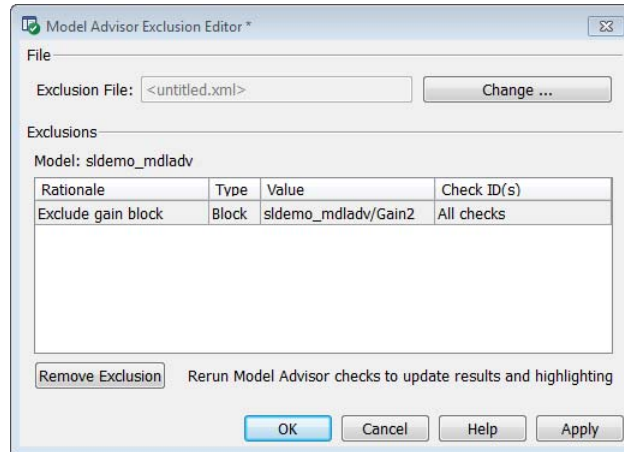 Model Advisor Exclusion Editor *
File
Exclusion File: <untitled.xml> Change ...
Exclusions
Model: sldemo_mdladv
Rationale Type Value Check ID(s)
Exclude gain block Block sldemo_mdladv/Gain2 All checks
Remove Exclusion Rerun Model Advisor checks to update results and highlighting
OK Cancel Help Apply